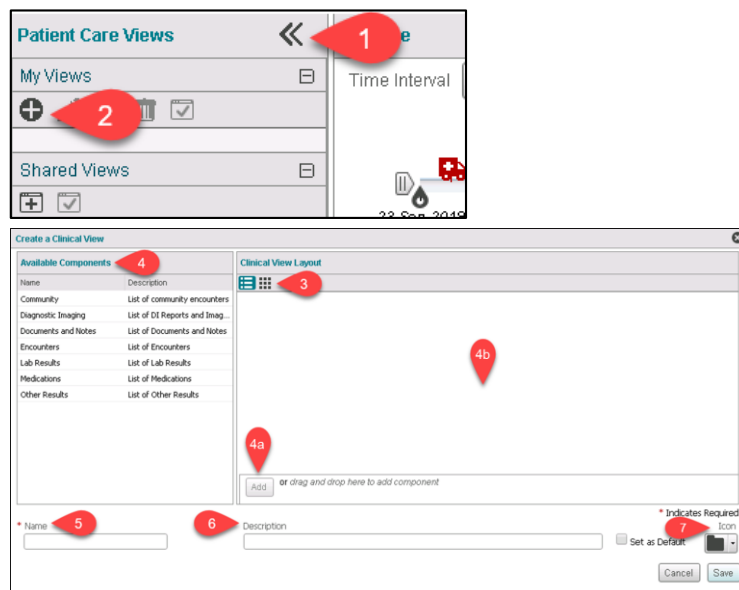 Patient Care Views
1
e
My Views
Time Interval
2
Shared Views
23 Sep 2018
Create a Clinical View
Available Components
4
Clinical View Layout
Name
Description
3
Community
List of community encounters
Diagnostic Imaging
List of DI Reports and Imag...
Documents and Notes
List of Documents and Notes
Encounters
List of Encounters
Lab Results
List of Lab Results
4b
Medications
List of Medications
Other Results
List of Other Results
4a
Add
or drag and drop here to add component
* Indicates Required
* Name
5
6
Description
7
Icon
Set as Default
Cancel
Save